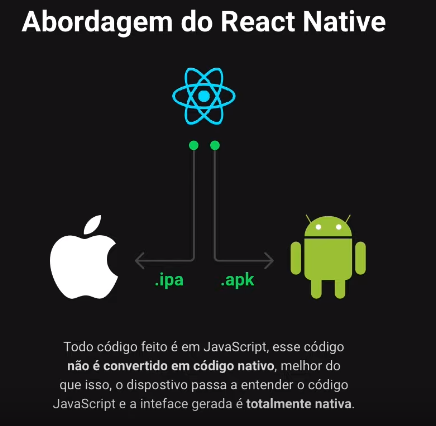 Abordagem do React Native
.ipa
.apk
Todo código feito é em JavaScript, esse código
não é convertido em código nativo, melhor do
que isso, o dispostivo passa a entender o código
JavaScript e a inteface gerada é totalmente nativa.